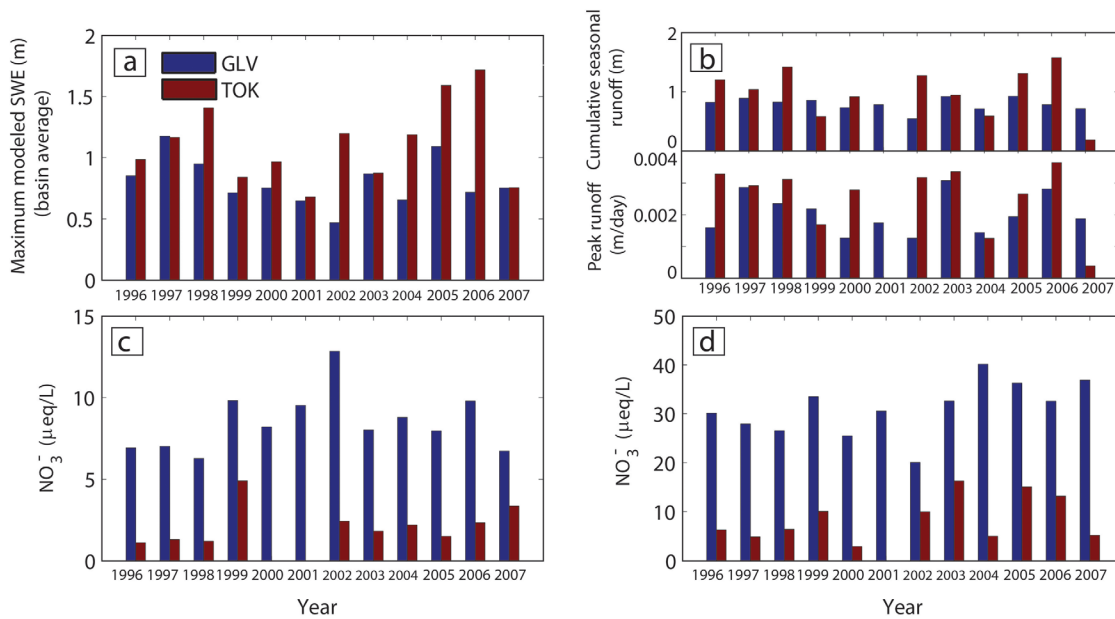 a
GLV
TOK
Maximum modeled SWE (m)
(basin average)
2
1.5
1
0.5
0
1996 1997 1998 1999 2000 2001 2002 2003 2004 2005 2006 2007
b
Cumulative seasonal
runoff (m)
2
1
0
Peak runoff
(m/day)
0.004
0.002
0
1996 1997 1998 1999 2000 2001 2002 2003 2004 2005 2006 2007
c
NO3- (µeq/L)
15
10
5
0
1996 1997 1998 1999 2000 2001 2002 2003 2004 2005 2006 2007
Year
d
NO3- (µeq/L)
50
40
30
20
10
0
1996 1997 1998 1999 2000 2001 2002 2003 2004 2005 2006 2007
Year